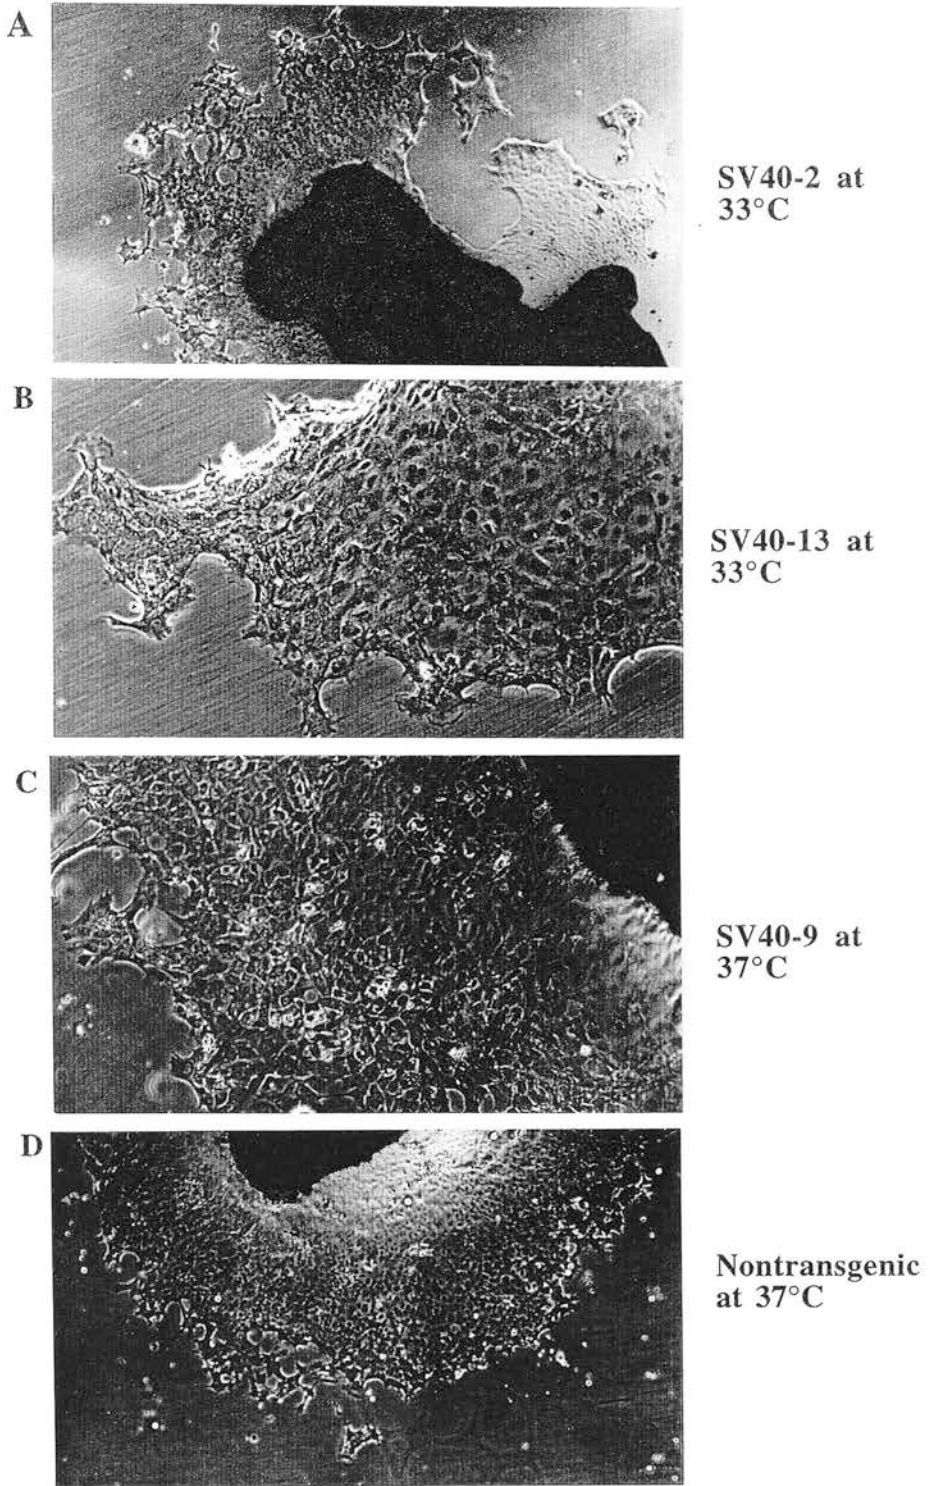 A
SV40-2 at
33°C
B
SV40-13 at
33°C
C
SV40-9 at
37°C
D
Nontransgenic
at 37°C